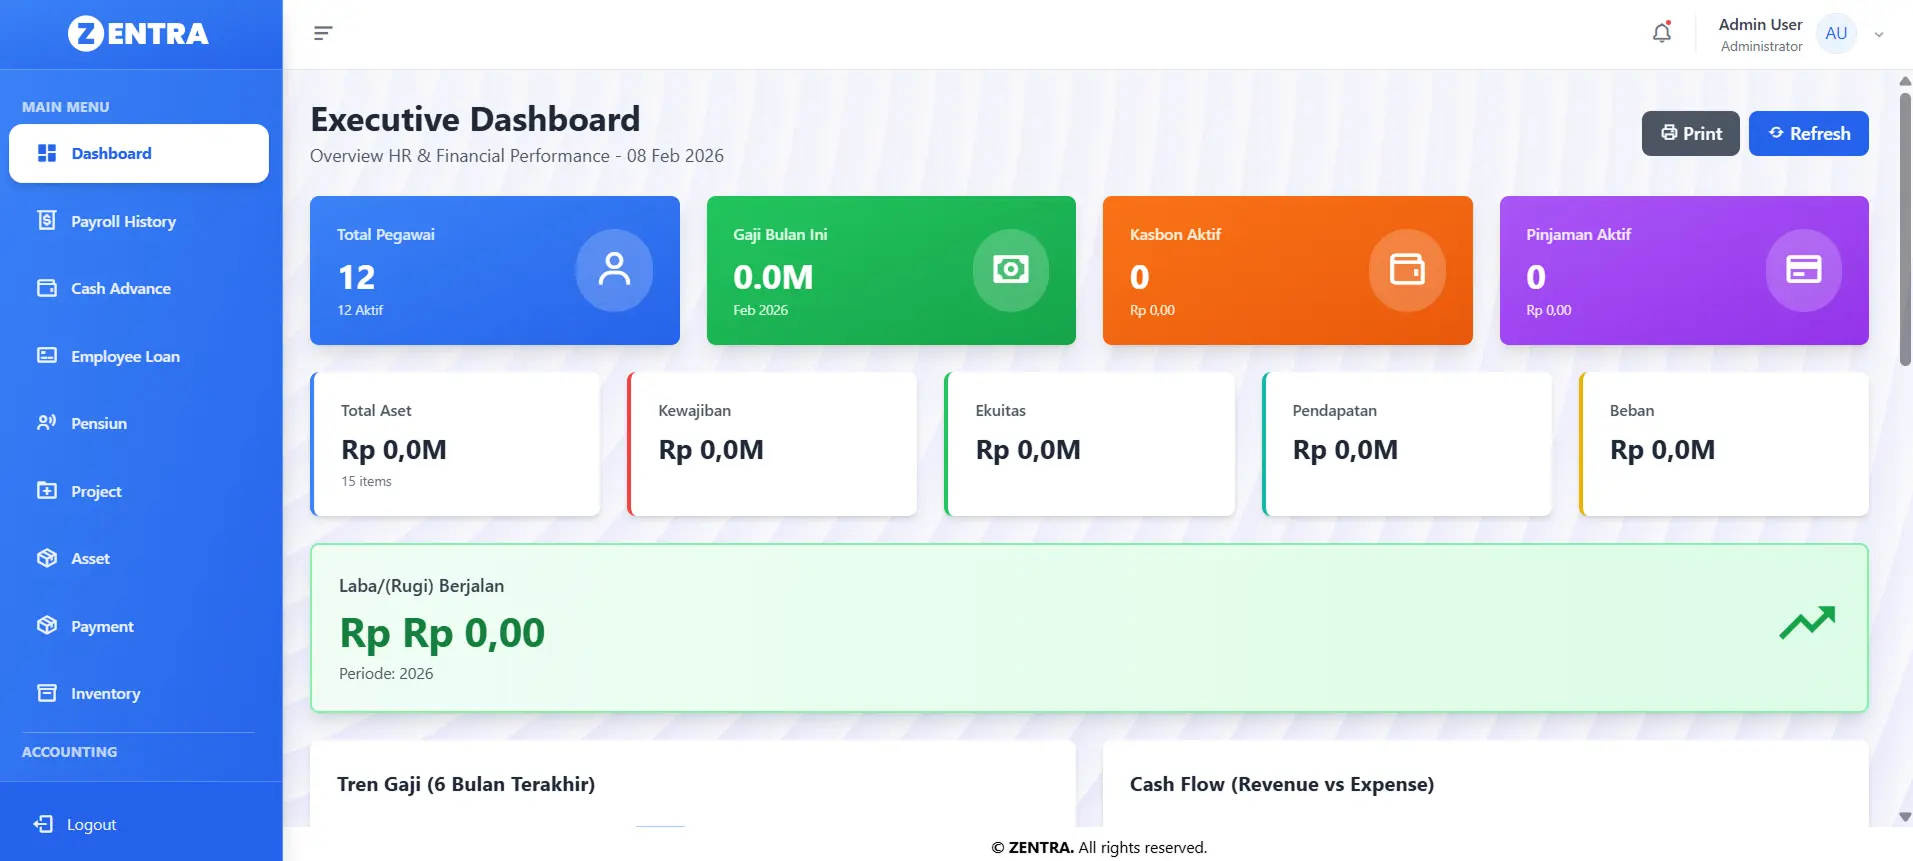 ZENTRA
MAIN MENU
Dashboard
Payroll History
Cash Advance
Employee Loan
Pensiun
Project
Asset
Payment
Inventory
ACCOUNTING
Logout
Admin User
Administrator
AU
Executive Dashboard
Overview HR & Financial Performance - 08 Feb 2026
Print
Refresh
Total Pegawai
12
12 Aktif
Gaji Bulan Ini
0.0M
Feb 2026
Kasbon Aktif
0
Rp 0,00
Pinjaman Aktif
0
Rp 0,00
Total Aset
Rp 0,0M
15 items
Kewajiban
Rp 0,0M
Ekuitas
Rp 0,0M
Pendapatan
Rp 0,0M
Beban
Rp 0,0M
Laba/(Rugi) Berjalan
Rp Rp 0,00
Periode: 2026
Tren Gaji (6 Bulan Terakhir)
Cash Flow (Revenue vs Expense)
© ZENTRA. All rights reserved.